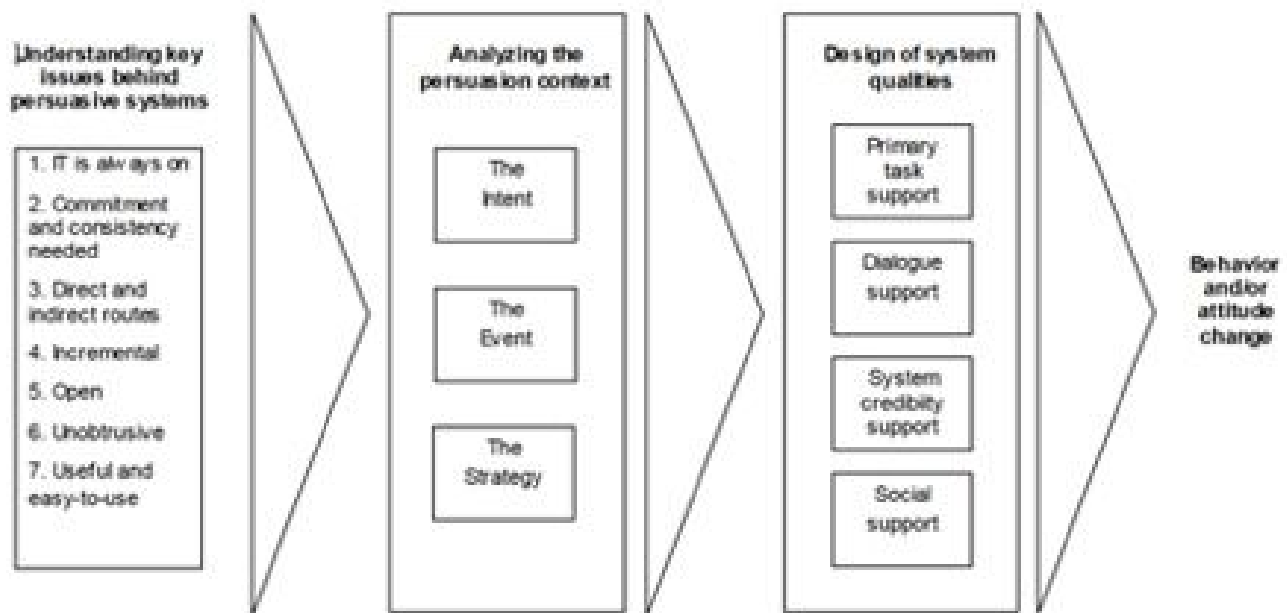 Understanding key
issues behind
persuasive systems
1. IT is always on
2. Commitment
and consistency
needed
3. Direct and
indirect routes
4. Incremental
5. Open
6. Unobtrusive
7. Useful and
easy-to-use
Analyzing the
persuasion context
The
Intent
The
Event
The
Strategy
Design of system
qualities
Primary
task
support
Dialogue
support
System
credibility
support
Social
support
Behavior
and/or
attitude
change